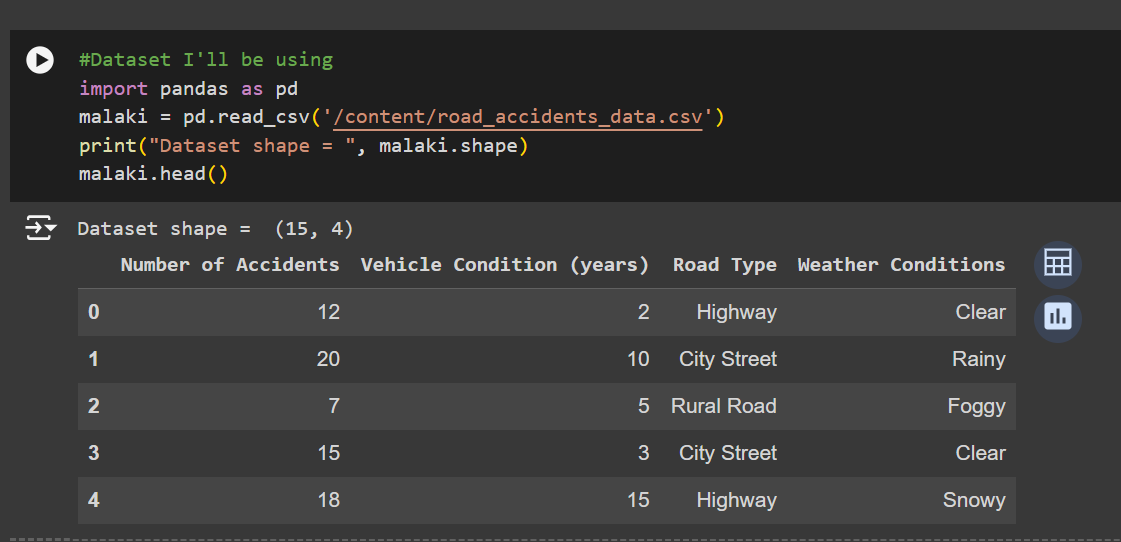 #Dataset I'll be using
import pandas as pd
malaki = pd.read_csv('/content/road_accidents_data.csv')
print("Dataset shape = ", malaki.shape)
malaki.head()
Dataset shape =  (15, 4)
Number of Accidents Vehicle Condition (years) Road Type Weather Conditions
0 12 2 Highway Clear
1 20 10 City Street Rainy
2 7 5 Rural Road Foggy
3 15 3 City Street Clear
4 18 15 Highway Snowy